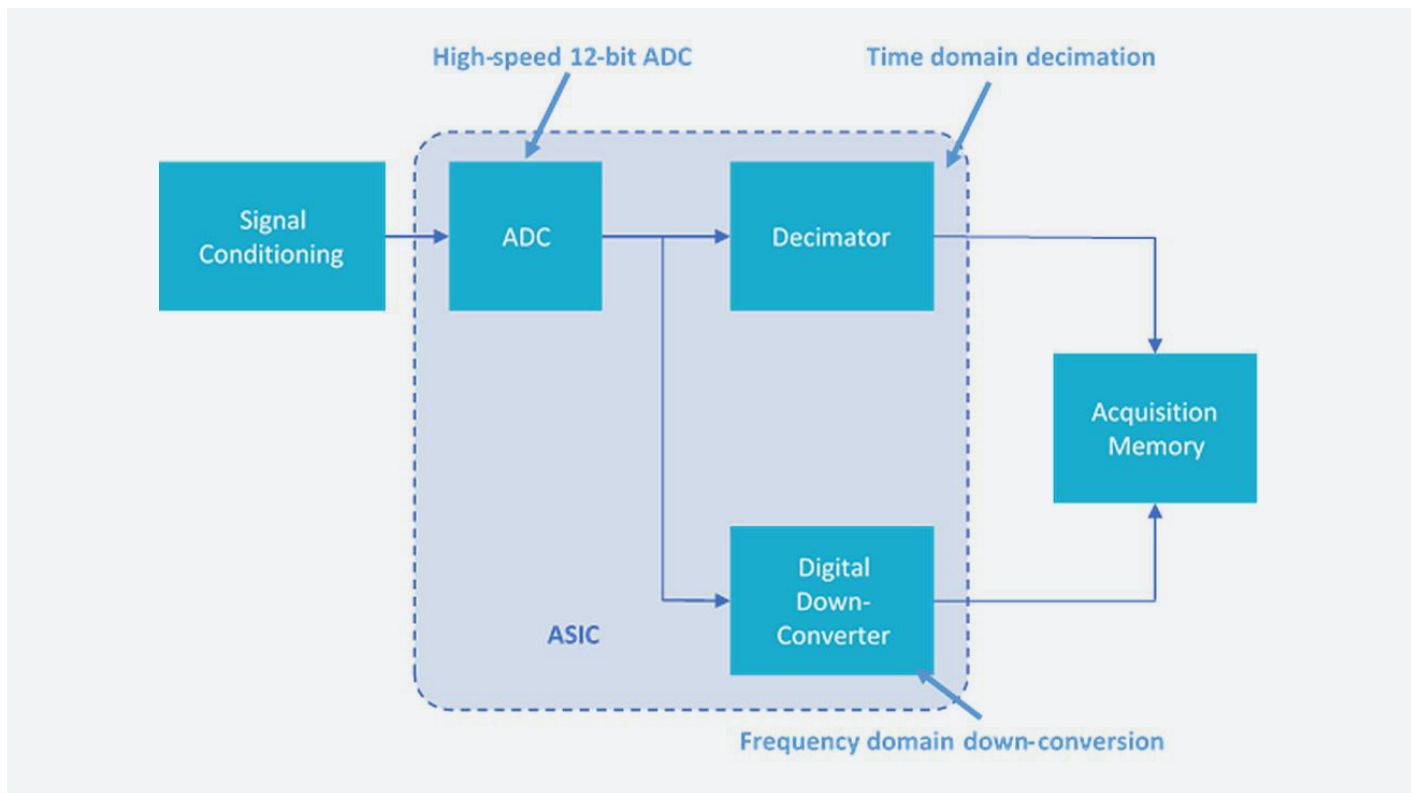 High-speed 12-bit ADC
Time domain decimation
Signal
Conditioning
ADC
Decimator
Acquisition
Memory
Digital
Down-
Converter
ASIC
Frequency domain down-conversion